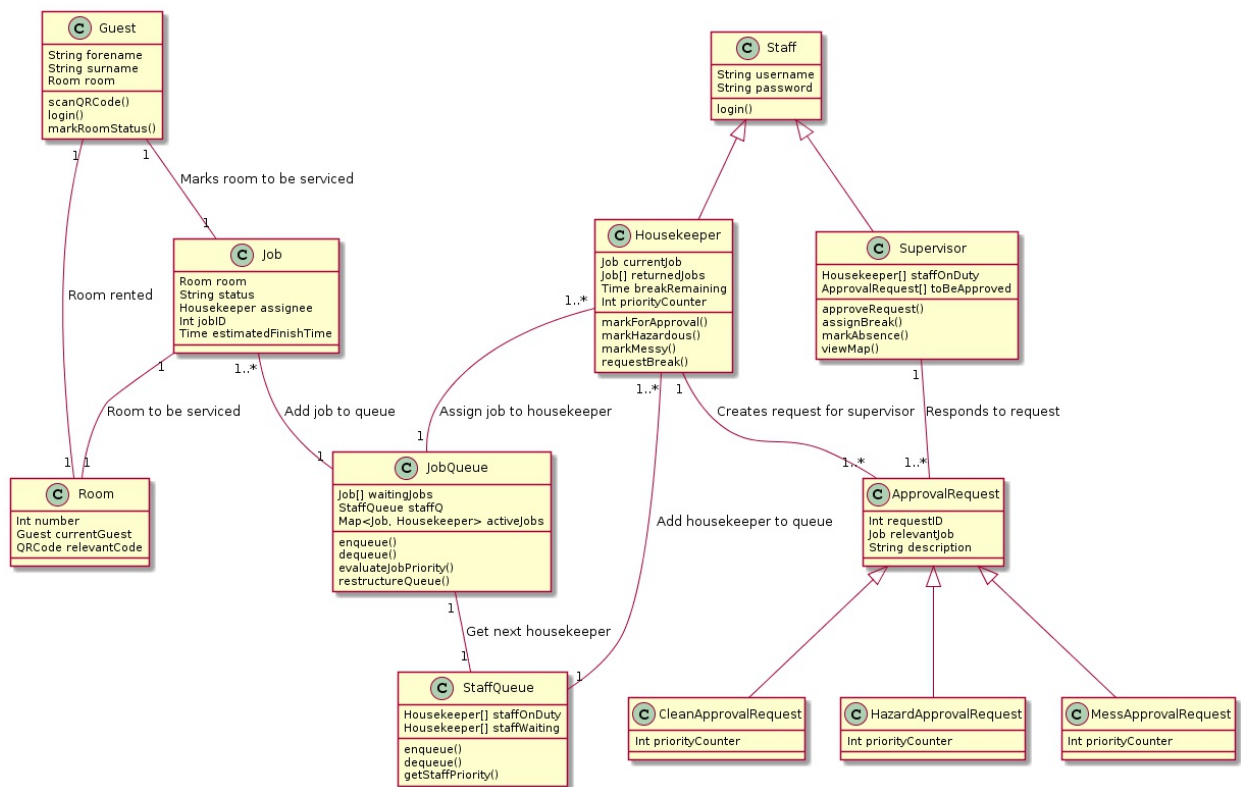 C Guest
String forename
String surname
Room room
scanQRCode()
login()
markRoomStatus()
C Staff
String username
String password
login()
1
1
Marks room to be serviced
1
C Housekeeper
Job currentJob
Job[] returnedJobs
Time breakRemaining
Int priorityCounter
markForApproval()
markHazardous()
markMessy()
requestBreak()
C Supervisor
Housekeeper[] staffOnDuty
ApprovalRequest[] toBeApproved
approveRequest()
assignBreak()
markAbsence()
viewMap()
C Job
Room room
String status
Housekeeper assignee
Int jobID
Time estimatedFinishTime
Room rented
1..*
1
1..*
1..*
1
1
Room to be serviced
Add job to queue
Assign job to housekeeper
Creates request for supervisor
Responds to request
1
1
1
1
1..*
1..*
C Room
Int number
Guest currentGuest
QRCode relevantCode
C JobQueue
Job[] waitingJobs
StaffQueue staffQ
Map<Job, Housekeeper> activeJobs
enqueue()
dequeue()
evaluateJobPriority()
restructureQueue()
Add housekeeper to queue
C ApprovalRequest
Int requestID
Job relevantJob
String description
1
Get next housekeeper
1
1
C StaffQueue
Housekeeper[] staffOnDuty
Housekeeper[] staffWaiting
enqueue()
dequeue()
getStaffPriority()
C CleanApprovalRequest
Int priorityCounter
C HazardApprovalRequest
Int priorityCounter
C MessApprovalRequest
Int priorityCounter